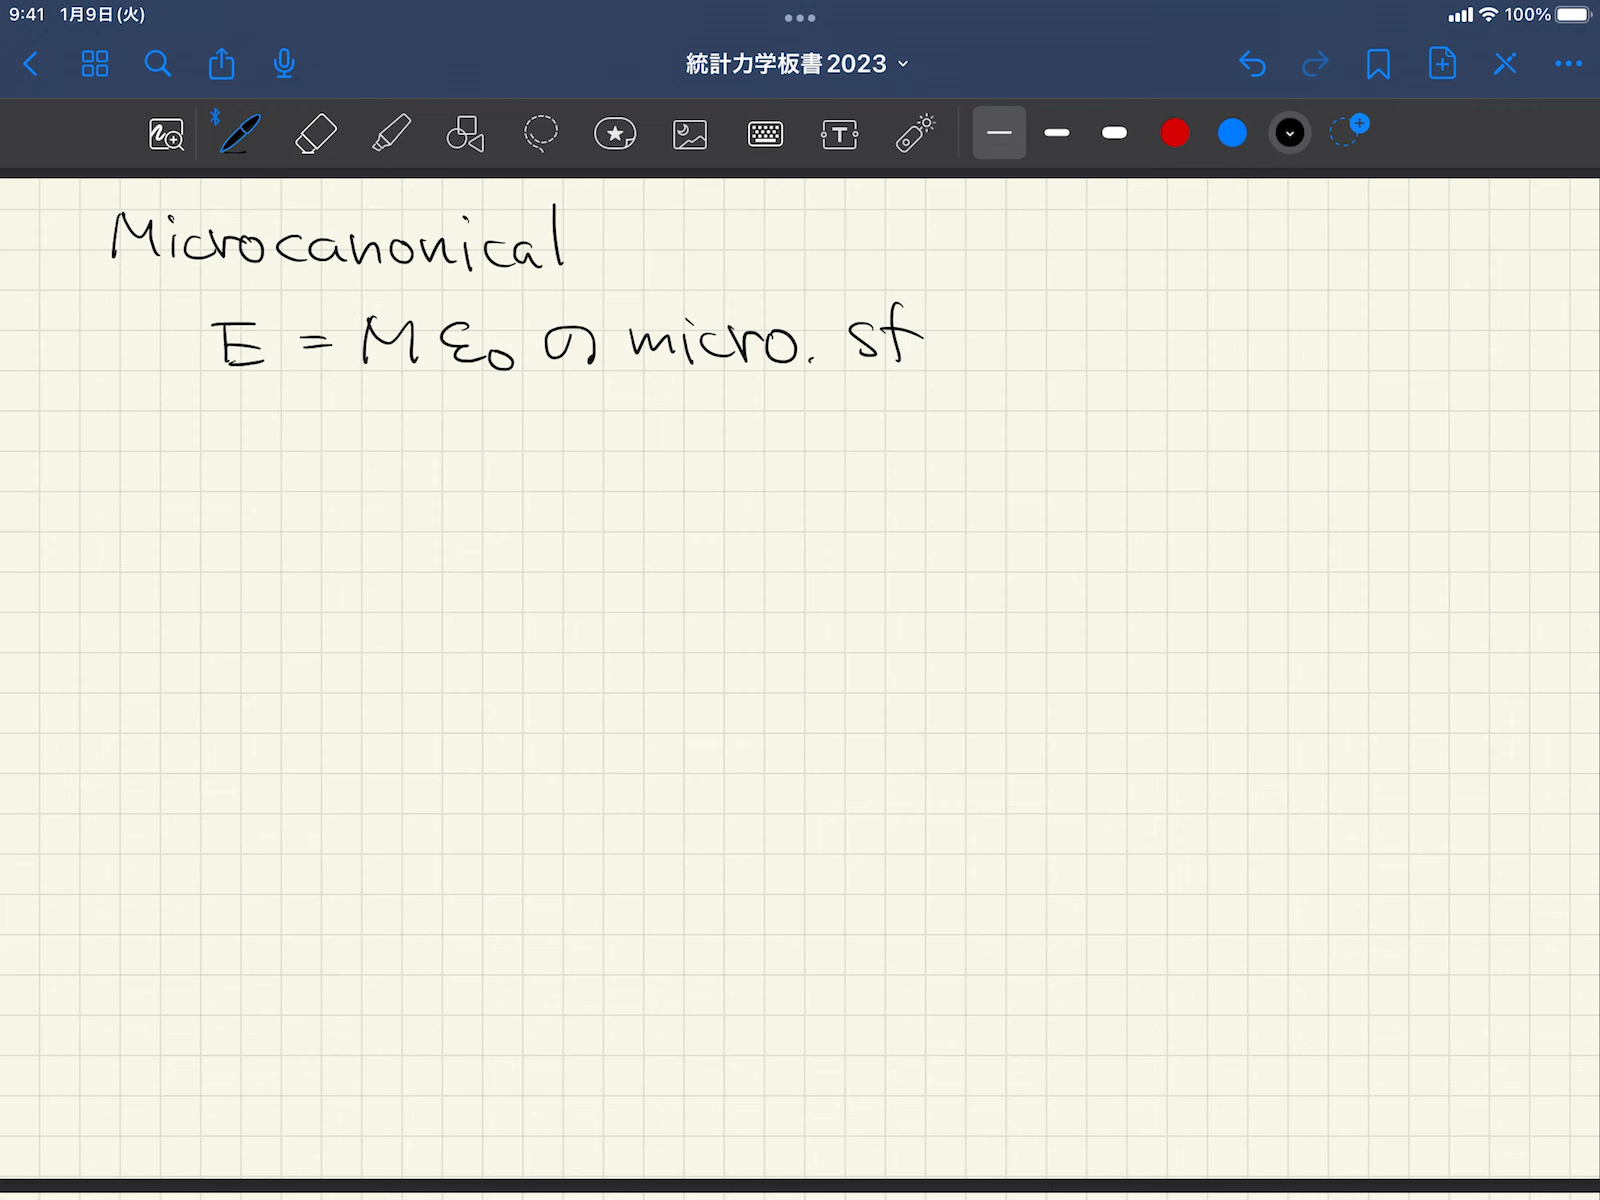 9:41 1月9日(火) 100%
統計力学板書2023
T
Microcanonical
E = Mε₀ の micro. st